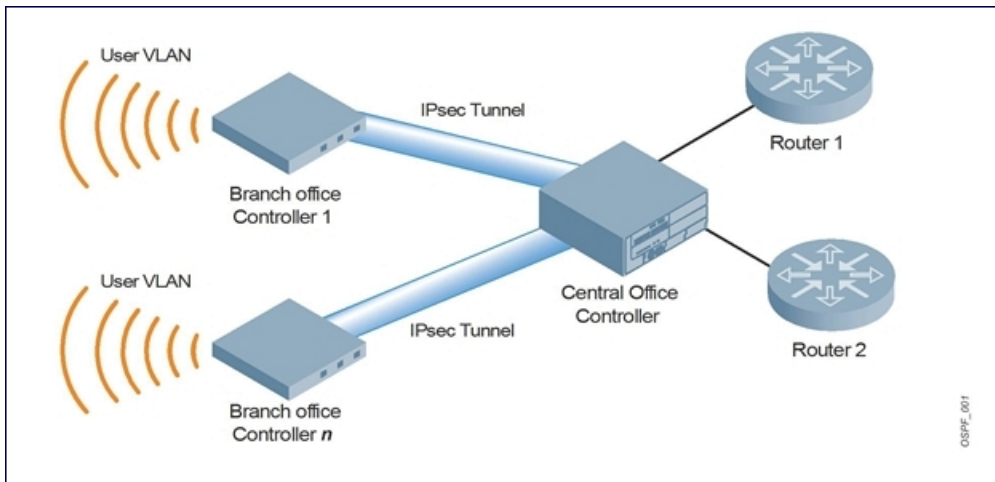 User VLAN
IPsec Tunnel
Router 1
Branch office
Controller 1
User VLAN
Central Office
Controller
IPsec Tunnel
Router 2
Branch office
Controller n
OSPF_001